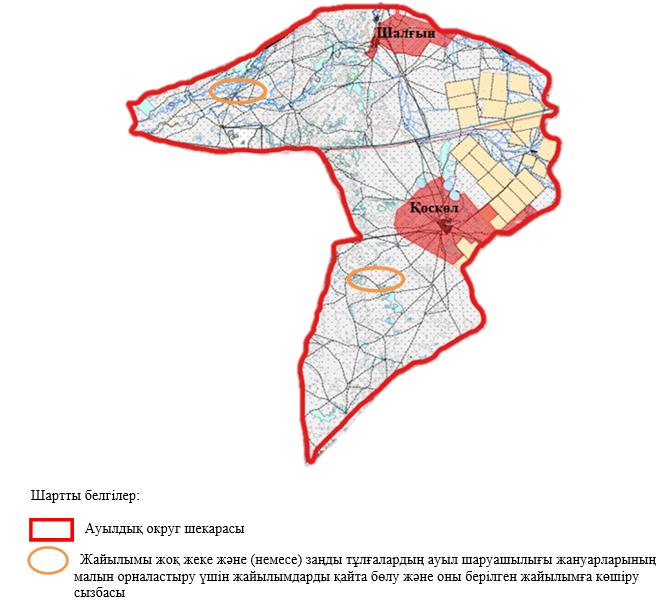 Шалғын
Қоскөл
Шартты белгілер:
Ауылдық округ шекарасы
Жайылымы жоқ жеке және (немесе) заңды тұлғалардың ауыл шаруашылығы жануарларының
малын орналастыру үшін жайылымдарды қайта бөлу және оны берілген жайылымға көшіру
сызбасы